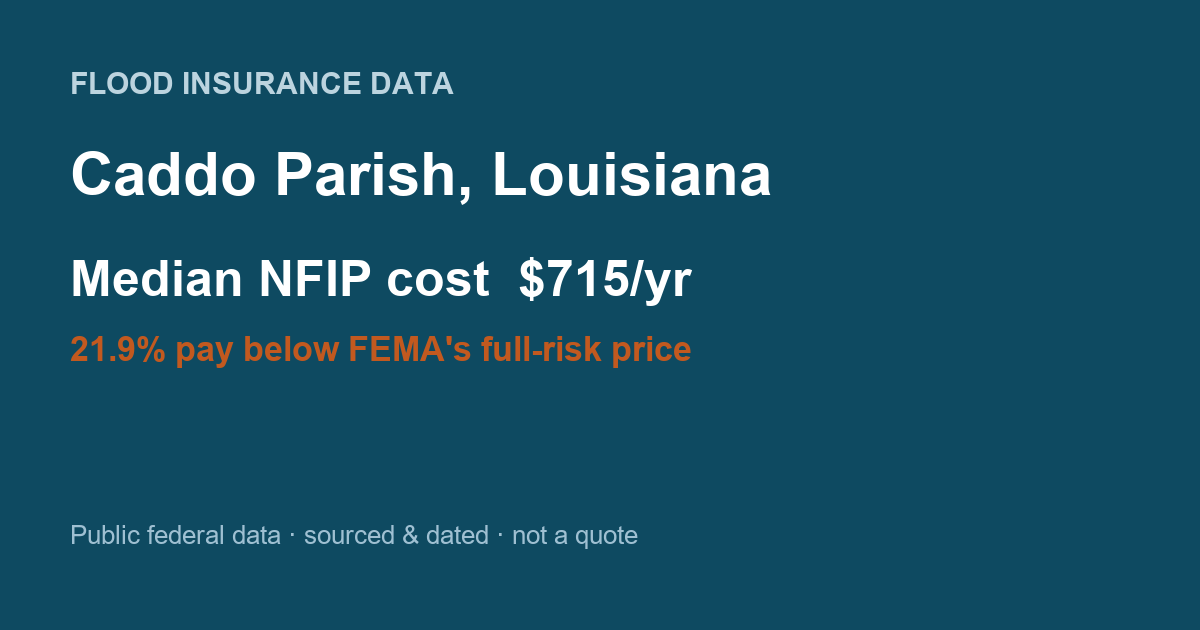 FLOOD INSURANCE DATA
Caddo Parish, Louisiana
Median NFIP cost  $715/yr
21.9% pay below FEMA's full-risk price
Public federal data · sourced & dated · not a quote